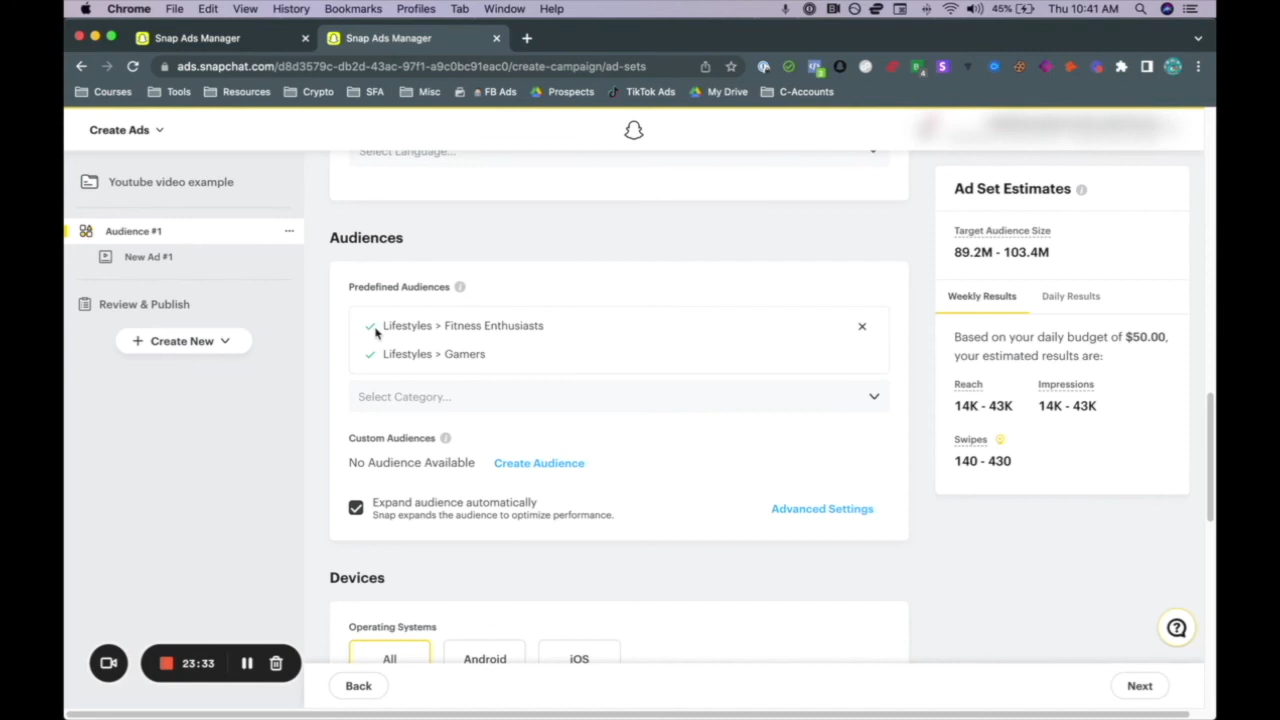 Chrome File Edit View History Bookmarks Profiles Tab Window Help 45% Thu 10:41 AM
Snap Ads Manager Snap Ads Manager
ads.snapchat.com/d8d3579c-db2d-43ac-97f1-a9c0bc91eac0/create-campaign/ad-sets
Courses Tools Resources Crypto SFA Misc FB Ads Prospects TikTok Ads My Drive C-Accounts
Create Ads
Youtube video example
Audience #1
New Ad #1
Review & Publish
Create New
Select Language...
Audiences
Predefined Audiences
Lifestyles > Fitness Enthusiasts
Lifestyles > Gamers
Select Category...
Custom Audiences
No Audience Available Create Audience
Expand audience automatically
Snap expands the audience to optimize performance.
Advanced Settings
Devices
Operating Systems
All Android iOS
Back Next
Ad Set Estimates
Target Audience Size
89.2M - 103.4M
Weekly Results Daily Results
Based on your daily budget of $50.00,
your estimated results are:
Reach Impressions
14K - 43K 14K - 43K
Swipes
140 - 430
23:33